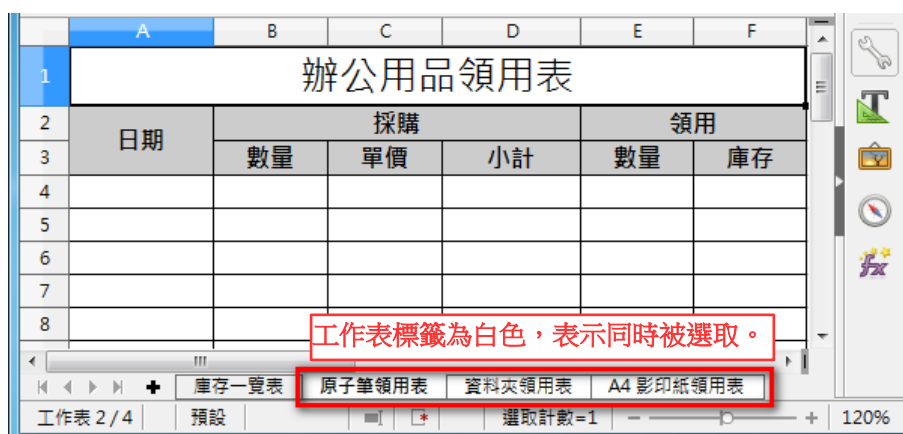 A B C D E F
1 辦公用品領用表
2 日期 採購 領用
3 數量 單價 小計 數量 庫存
4
5
6
7
8
工作表標籤為白色，表示同時被選取。
庫存一覽表 原子筆領用表 資料夾領用表 A4 影印紙領用表
工作表 2 / 4 預設 選取計數=1 120%